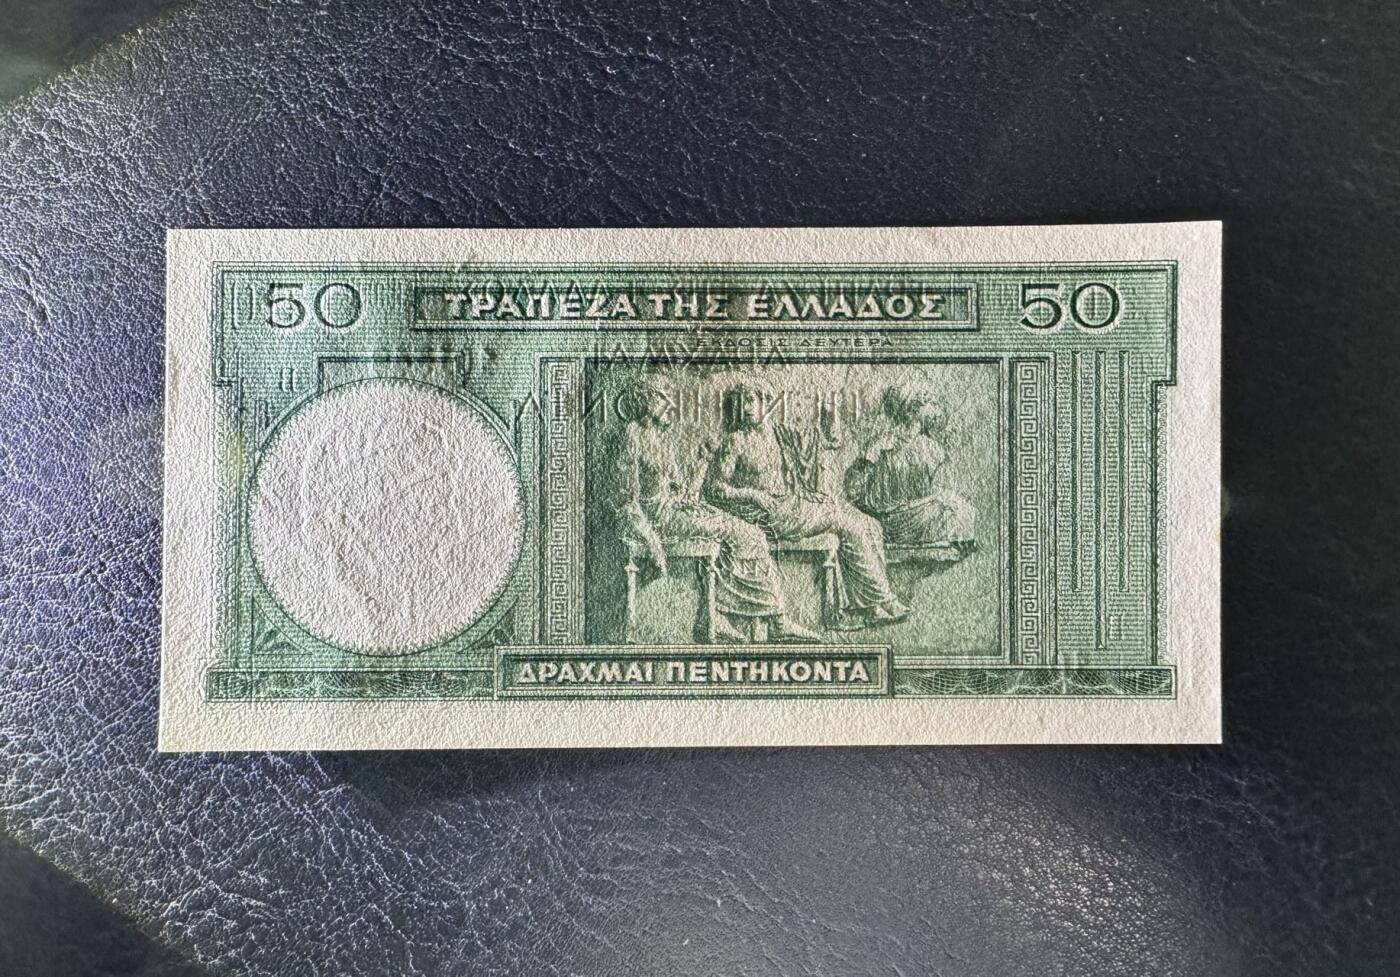 50 ΤΡΑΠΕΖΑ ΤΗΣ ΕΛΛΑΔΟΣ 50
ΕΚΔΟΣΙΣ ΔΕΥΤΕΡΑ
ΔΡΑΧΜΑΙ ΠΕΝΤΗΚΟΝΤΑ